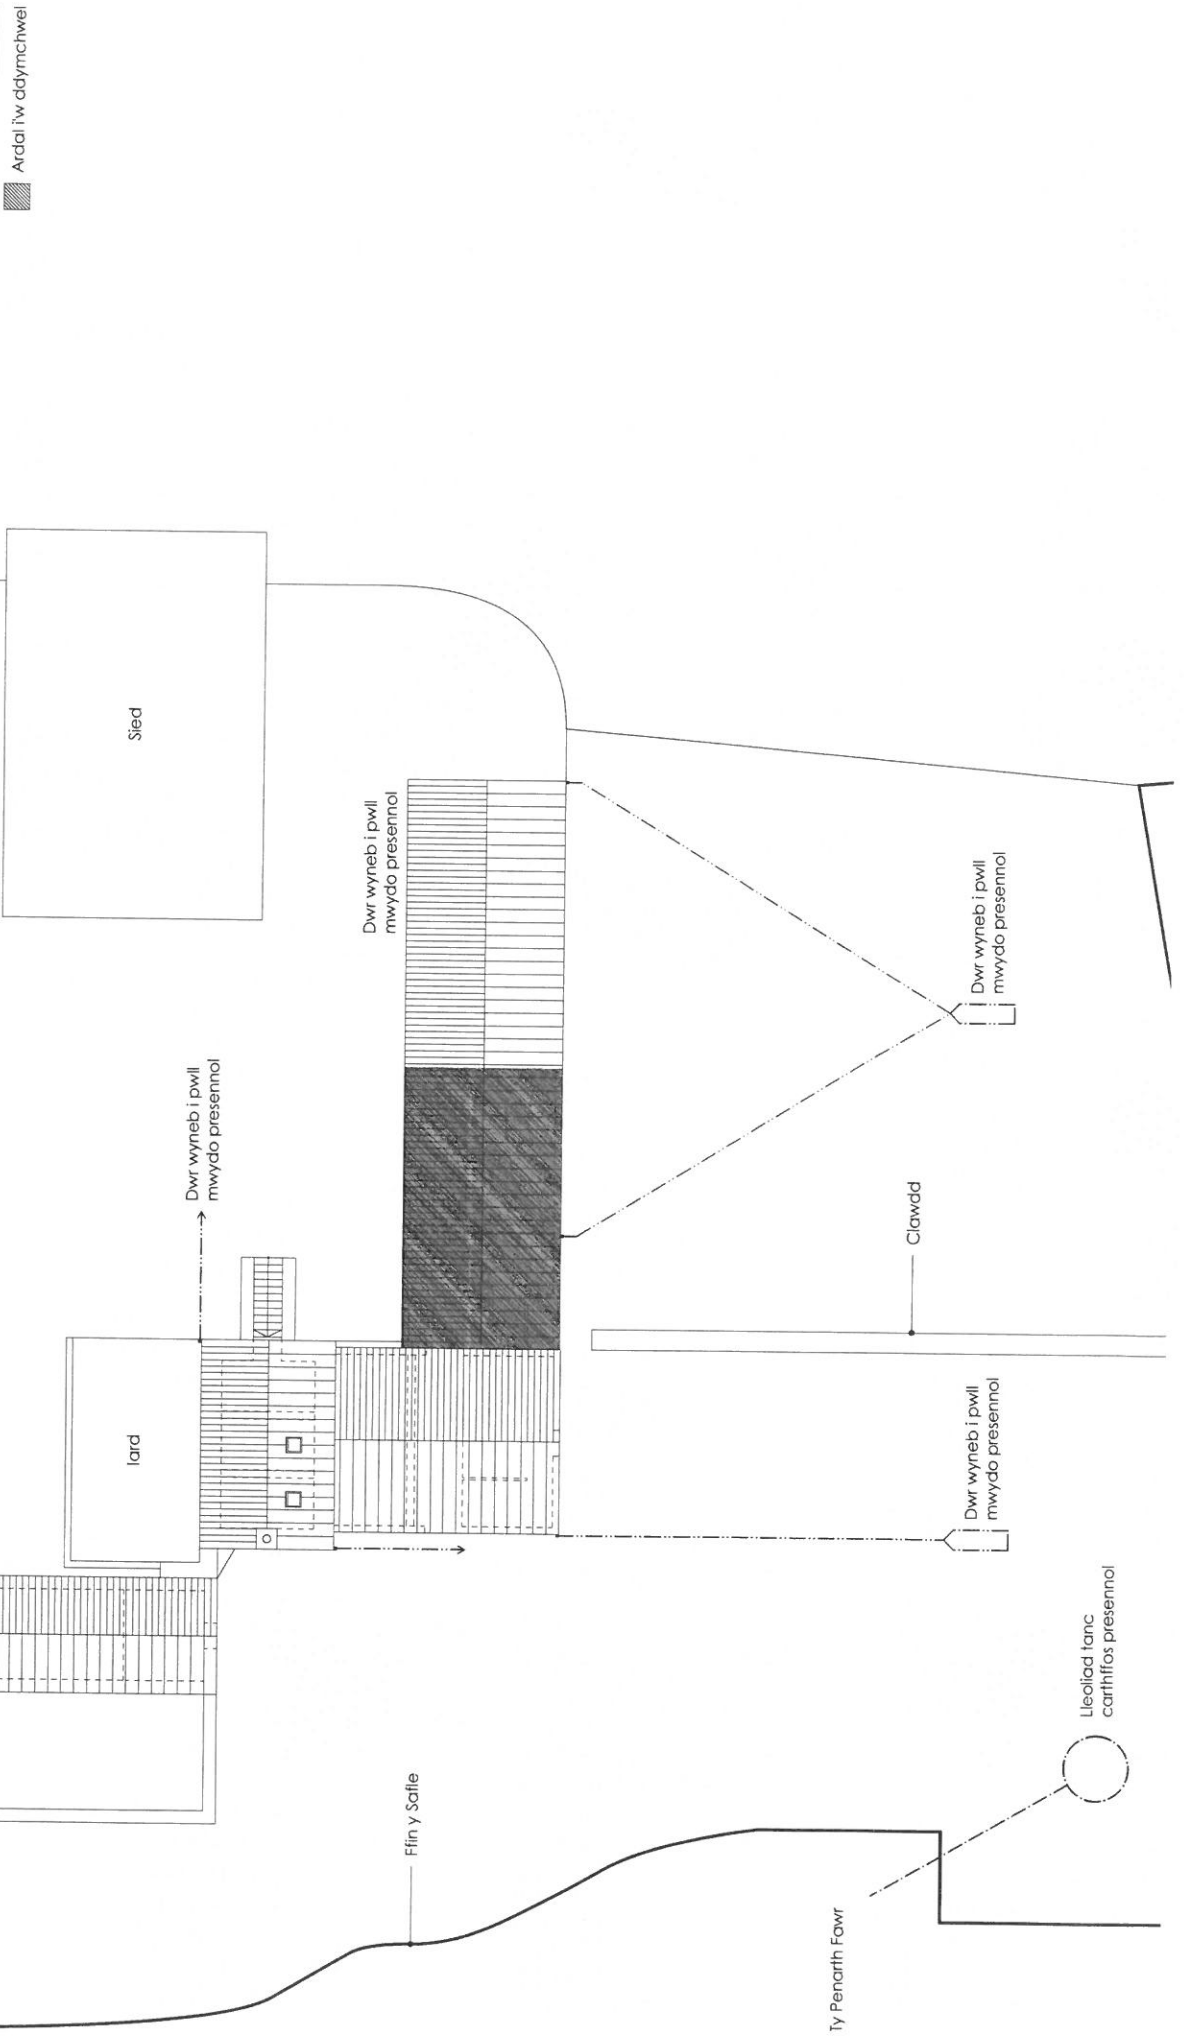 Ardal i'w ddymchwel
Sied
Dwr wyneb i pwll
mwydo presennol
Dwr wyneb i pwll
mwydo presennol
Dwr wyneb i pwll
mwydo presennol
Iard
Clawdd
Dwr wyneb i pwll
mwydo presennol
Ffin y Safle
Lleoliad tanc
carthffos presennol
Ty Penarth Fawr